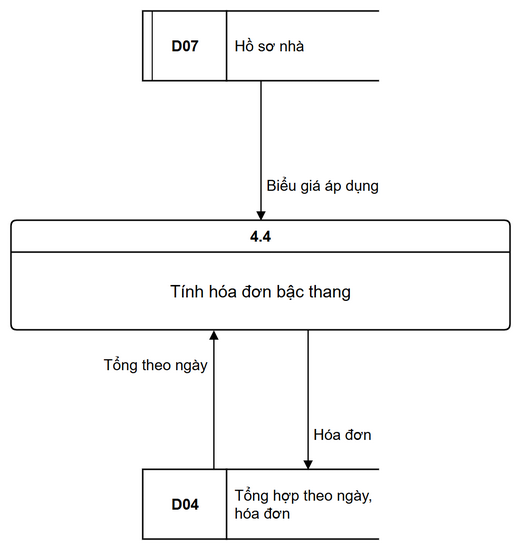 D07
Hồ sơ nhà
Biểu giá áp dụng
4.4
Tính hóa đơn bậc thang
Tổng theo ngày
Hóa đơn
D04
Tổng hợp theo ngày,
hóa đơn